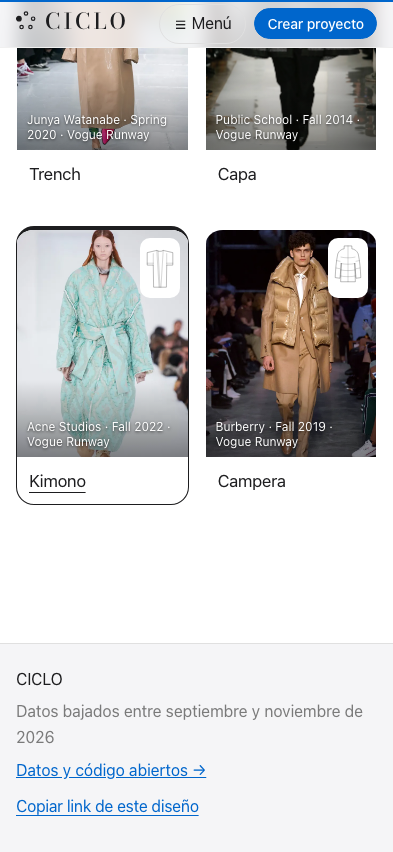 CICLO
Menú
Crear proyecto
Junya Watanabe · Spring
2020 · Vogue Runway
Public School · Fall 2014 ·
Vogue Runway
Trench
Capa
Acne Studios · Fall 2022 ·
Vogue Runway
Burberry · Fall 2019 ·
Vogue Runway
Kimono
Campera
CICLO
Datos bajados entre septiembre y noviembre de
2026
Datos y código abiertos →
Copiar link de este diseño